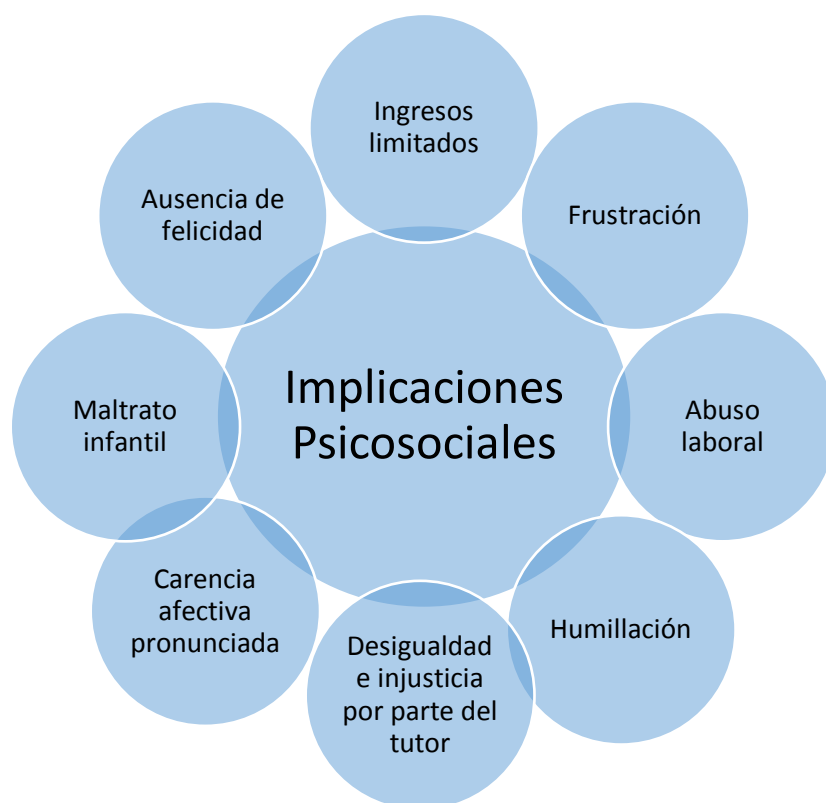 Ingresos
limitados
Frustración
Abuso
laboral
Humillación
Desigualdad
e injusticia
por parte del
tutor
Carencia
afectiva
pronunciada
Maltrato
infantil
Ausencia de
felicidad
Implicaciones
Psicosociales